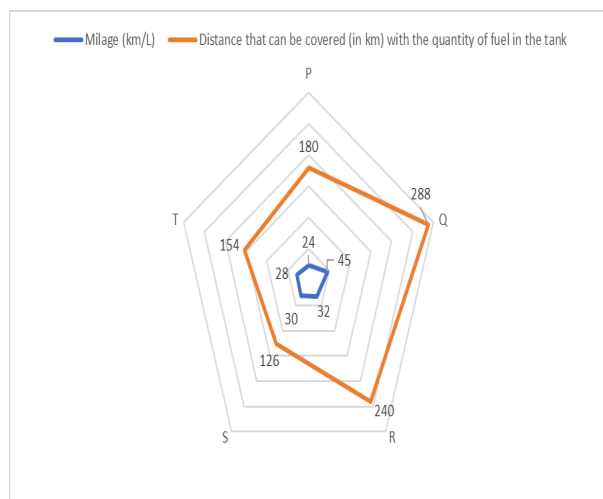 Milage (km/L) Distance that can be covered (in km) with the quantity of fuel in the tank
P
180
288
T
Q
154
24
45
28
30
32
126
240
S
R